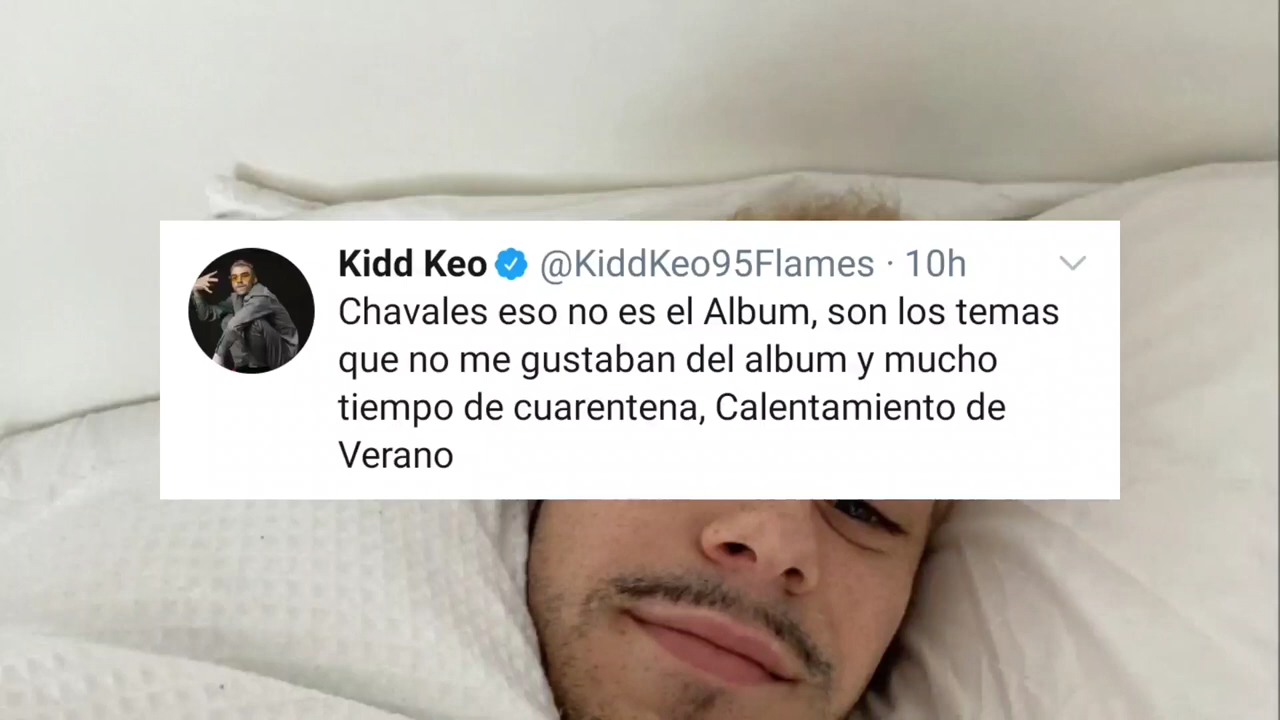 Kidd Keo @KiddKeo95Flames · 10h
Chavales eso no es el Album, son los temas
que no me gustaban del album y mucho
tiempo de cuarentena, Calentamiento de
Verano